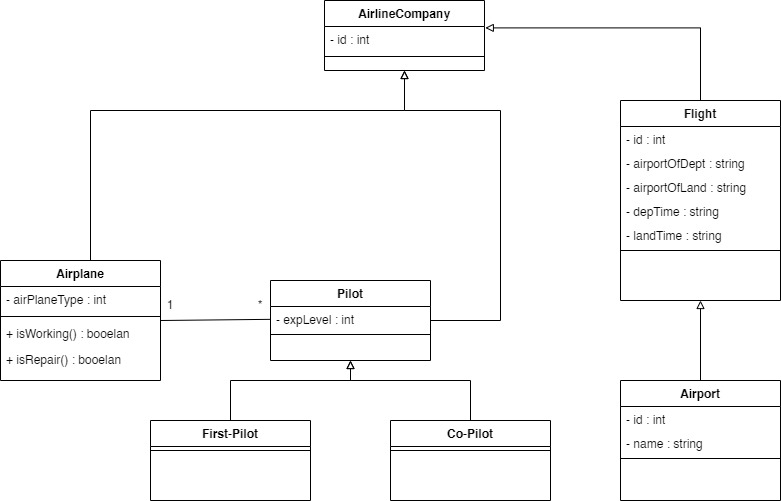 AirlineCompany
- id : int
Flight
- id : int
- airportOfDept : string
- airportOfLand : string
- depTime : string
- landTime : string
Airplane
- airPlaneType : int
+ isWorking() : booelan
+ isRepair() : booelan
1
*
Pilot
- expLevel : int
First-Pilot
Co-Pilot
Airport
- id : int
- name : string